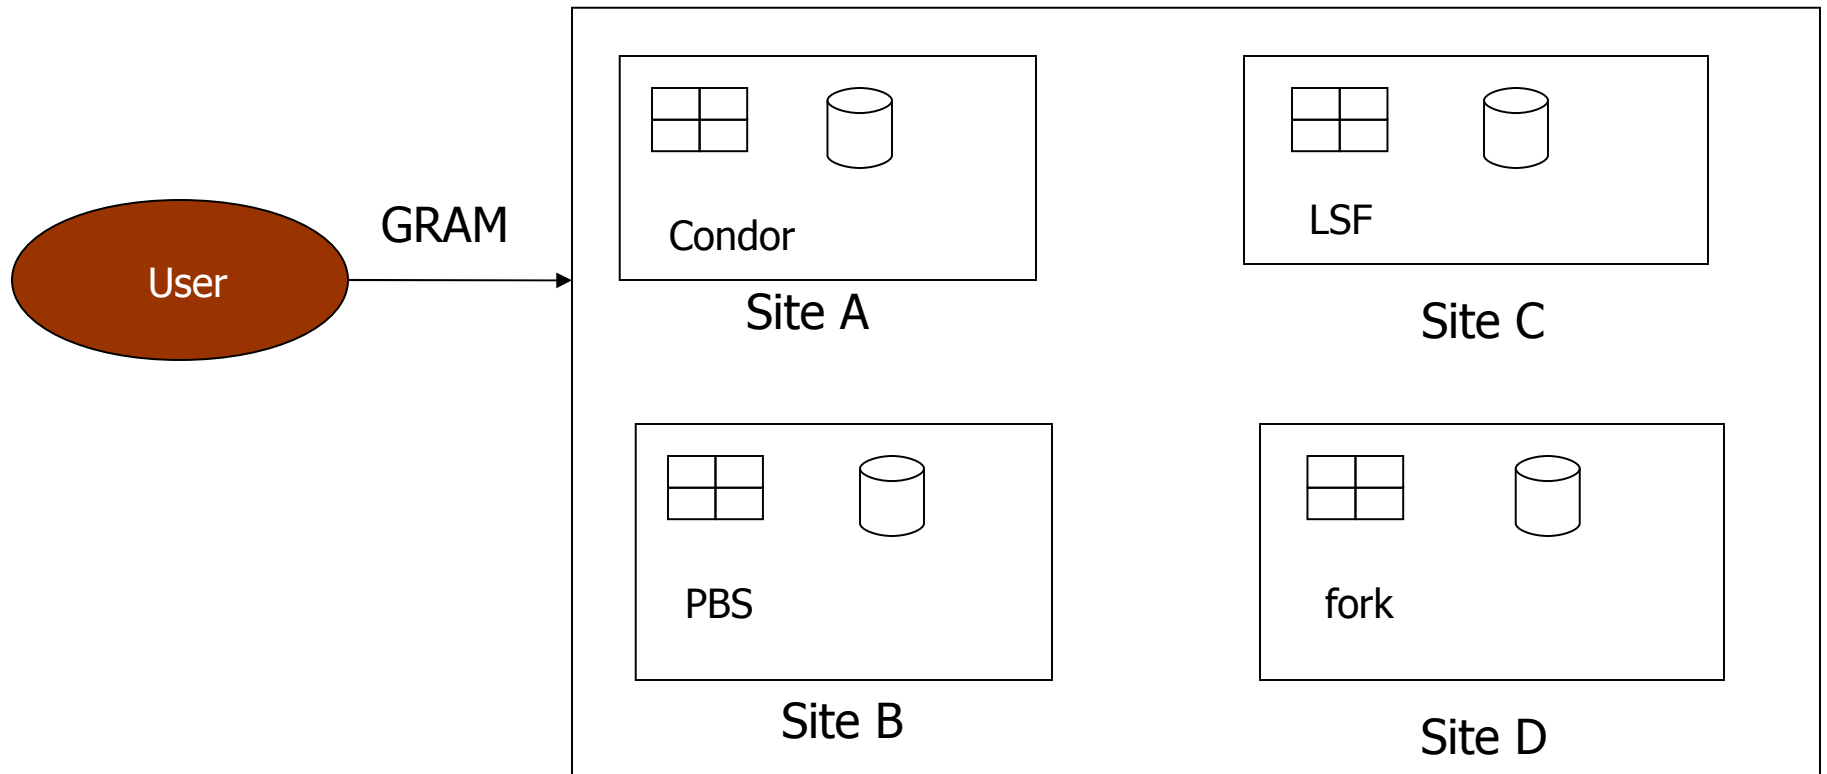 User
GRAM
Condor
Site A
LSF
Site C
PBS
Site B
fork
Site D